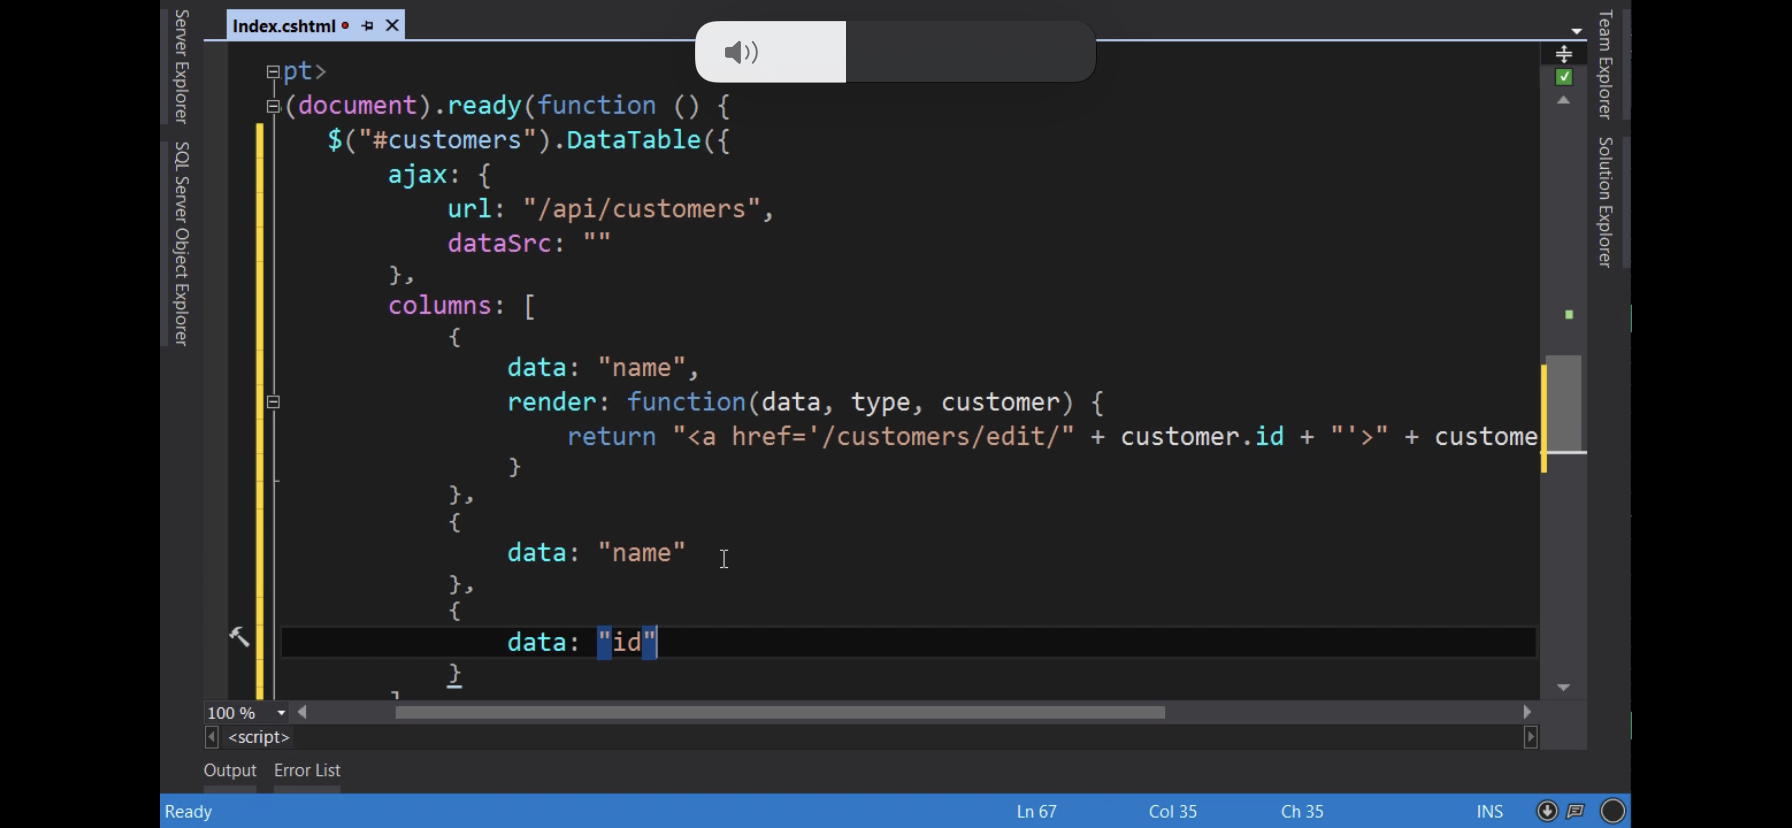 Server Explorer
SQL Server Object Explorer
Index.cshtml
pt>
(document).ready(function () {
$("#customers").DataTable({
ajax: {
url: "/api/customers",
dataSrc: ""
},
columns: [
{
data: "name",
render: function(data, type, customer) {
return "<a href='/customers/edit/" + customer.id + "'>" + custome
}
},
{
data: "name"
},
{
data: "id"
}
]
100 %
<script>
Output Error List
Ready Ln 67 Col 35 Ch 35 INS
Team Explorer
Solution Explorer